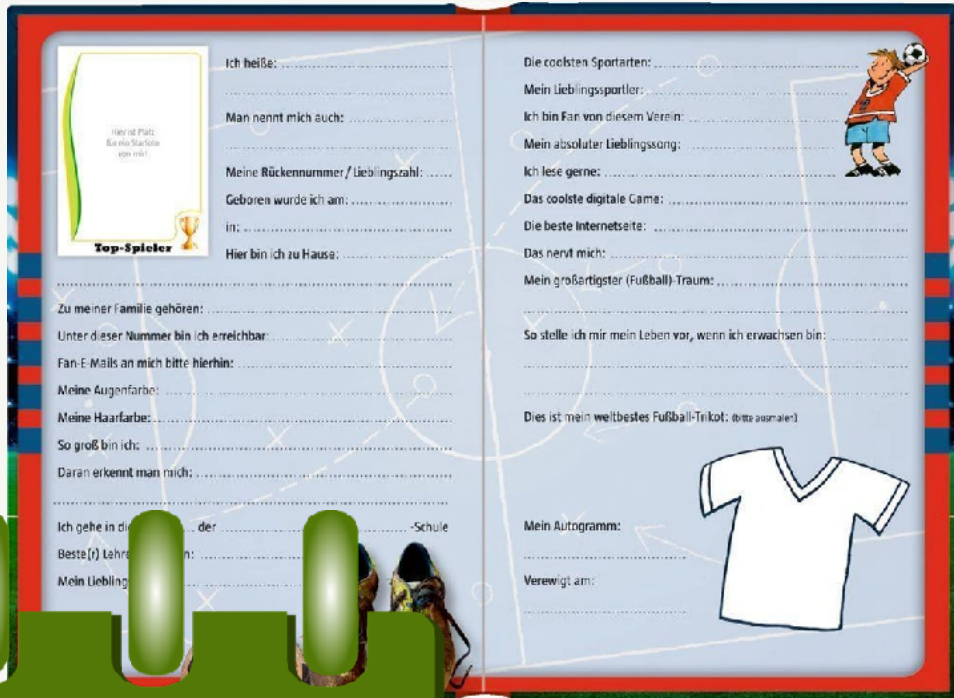 Hier ist Platz
für ein Starfoto
von mir!
Top-Spieler
Ich heiße:
Man nennt mich auch:
Meine Rückennummer / Lieblingszahl:
Geboren wurde ich am:
in:
Hier bin ich zu Hause:
Zu meiner Familie gehören:
Unter dieser Nummer bin ich erreichbar:
Fan-E-Mails an mich bitte hierhin:
Meine Augenfarbe:
Meine Haarfarbe:
So groß bin ich:
Daran erkennt man mich:
Ich gehe in der -Schule
Beste(r)
Mein
Die coolsten Sportarten:
Mein Lieblingssportler:
Ich bin Fan von diesem Verein:
Mein absoluter Lieblingssong:
Ich lese gerne:
Das coolste digitale Game:
Die beste Internetseite:
Das nervt mich:
Mein großartigster (Fußball)-Traum:
So stelle ich mir mein Leben vor, wenn ich erwachsen bin:
Dies ist mein weltbestes Fußball-Trikot: (bitte ausmalen)
Mein Autogramm:
Verewigt am: